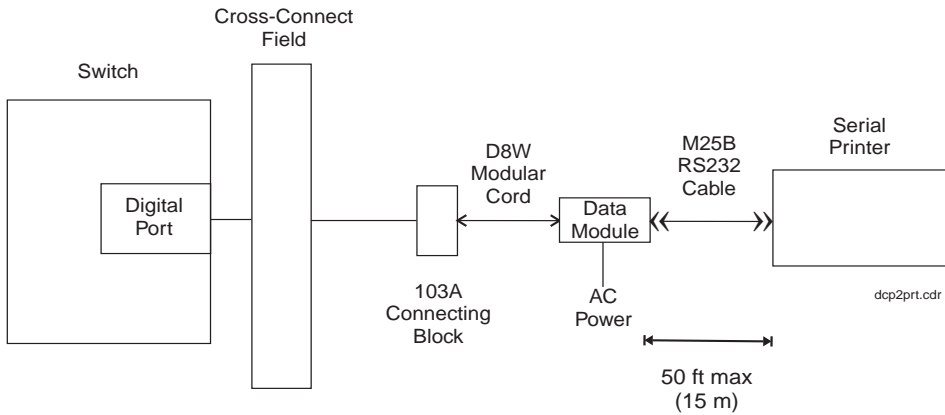 Cross-Connect
Field
Switch
Digital
Port
103A
Connecting
Block
D8W
Modular
Cord
Data
Module
AC
Power
M25B
RS232
Cable
50 ft max
(15 m)
Serial
Printer
dcp2prt.cdr